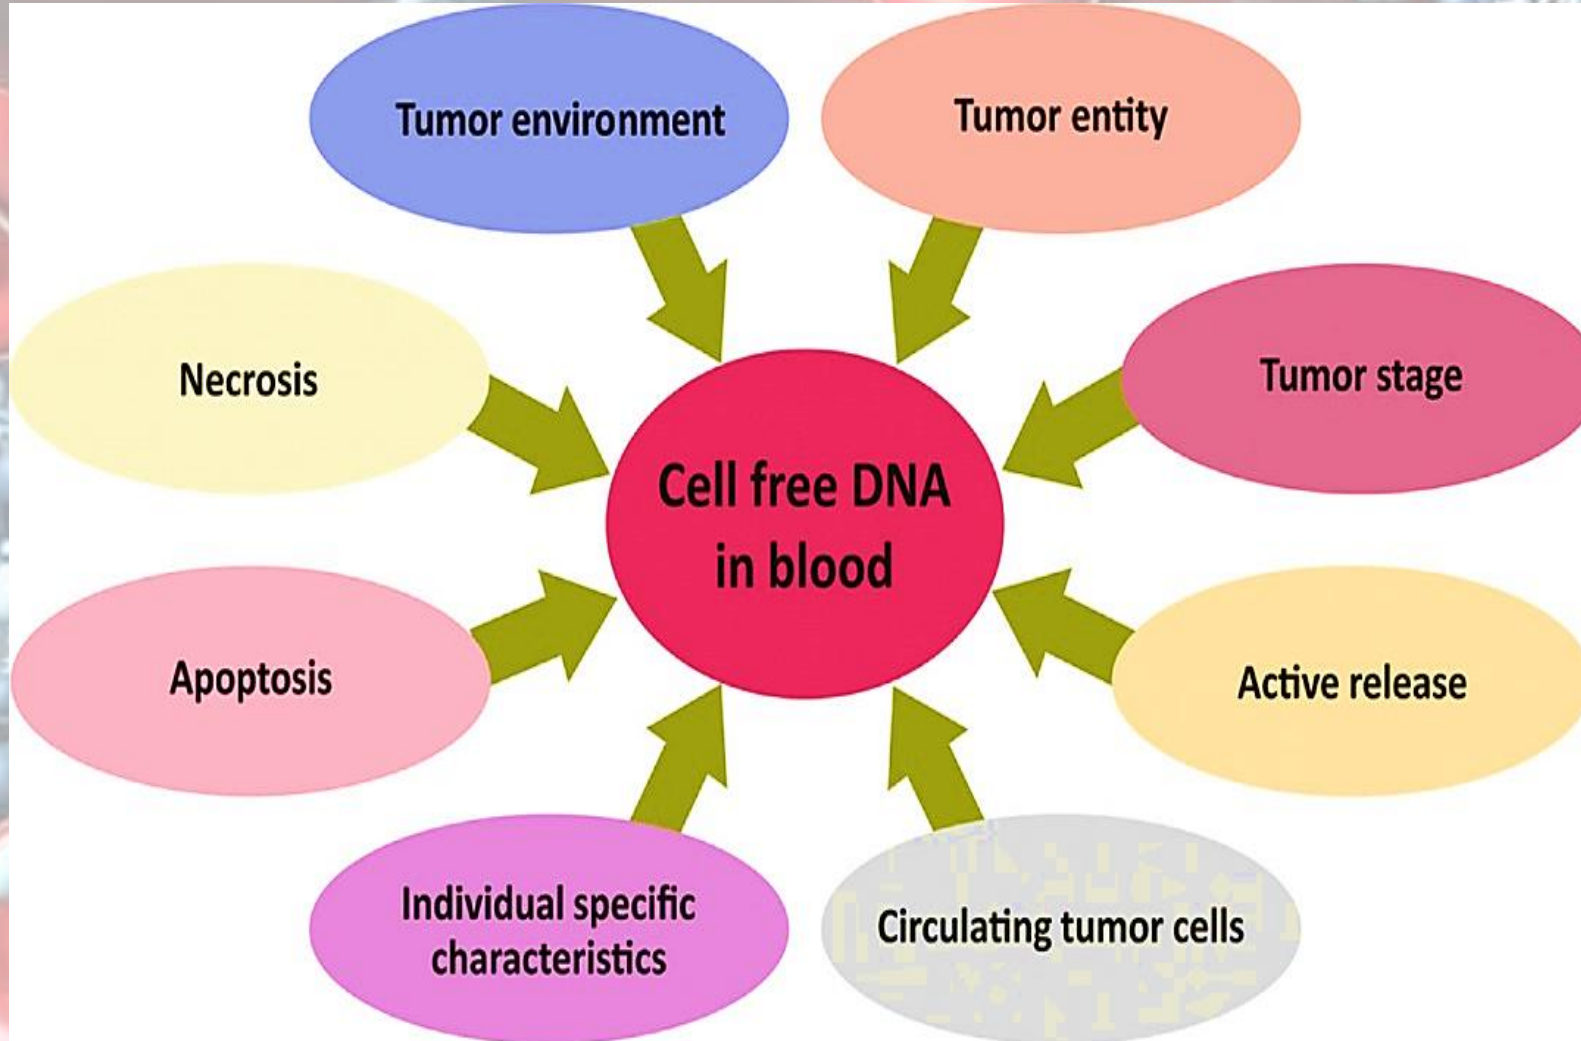 Tumor environment
Tumor entity
Necrosis
Tumor stage
Cell free DNA
in blood
Apoptosis
Active release
Individual specific
characteristics
Circulating tumor cells